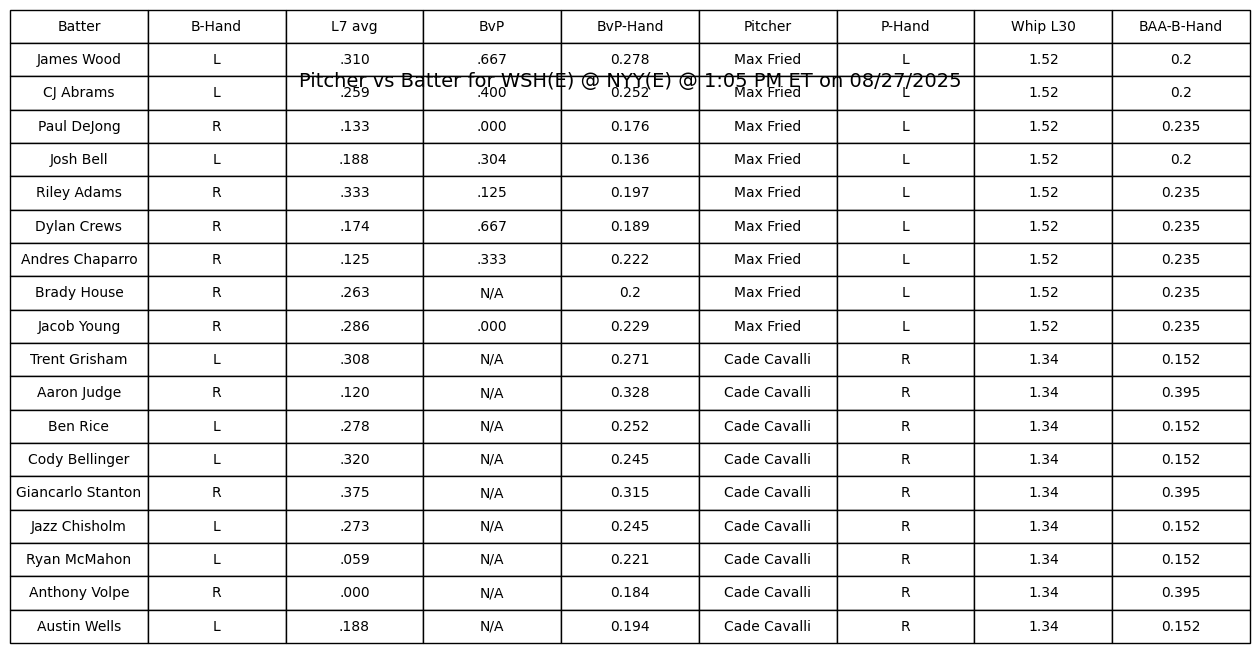 Batter B-Hand L7 avg BvP BvP-Hand Pitcher P-Hand Whip L30 BAA-B-Hand
James Wood L .310 .667 0.278 Max Fried L 1.52 0.2
Pitcher vs Batter for WSH(E) @ NYY(E) @ 1:05 PM ET on 08/27/2025
CJ Abrams L .259 .400 0.252 Max Fried L 1.52 0.2
Paul DeJong R .133 .000 0.176 Max Fried L 1.52 0.235
Josh Bell L .188 .304 0.136 Max Fried L 1.52 0.2
Riley Adams R .333 .125 0.197 Max Fried L 1.52 0.235
Dylan Crews R .174 .667 0.189 Max Fried L 1.52 0.235
Andres Chaparro R .125 .333 0.222 Max Fried L 1.52 0.235
Brady House R .263 N/A 0.2 Max Fried L 1.52 0.235
Jacob Young R .286 .000 0.229 Max Fried L 1.52 0.235
Trent Grisham L .308 N/A 0.271 Cade Cavalli R 1.34 0.152
Aaron Judge R .120 N/A 0.328 Cade Cavalli R 1.34 0.395
Ben Rice L .278 N/A 0.252 Cade Cavalli R 1.34 0.152
Cody Bellinger L .320 N/A 0.245 Cade Cavalli R 1.34 0.152
Giancarlo Stanton R .375 N/A 0.315 Cade Cavalli R 1.34 0.395
Jazz Chisholm L .273 N/A 0.245 Cade Cavalli R 1.34 0.152
Ryan McMahon L .059 N/A 0.221 Cade Cavalli R 1.34 0.152
Anthony Volpe R .000 N/A 0.184 Cade Cavalli R 1.34 0.395
Austin Wells L .188 N/A 0.194 Cade Cavalli R 1.34 0.152